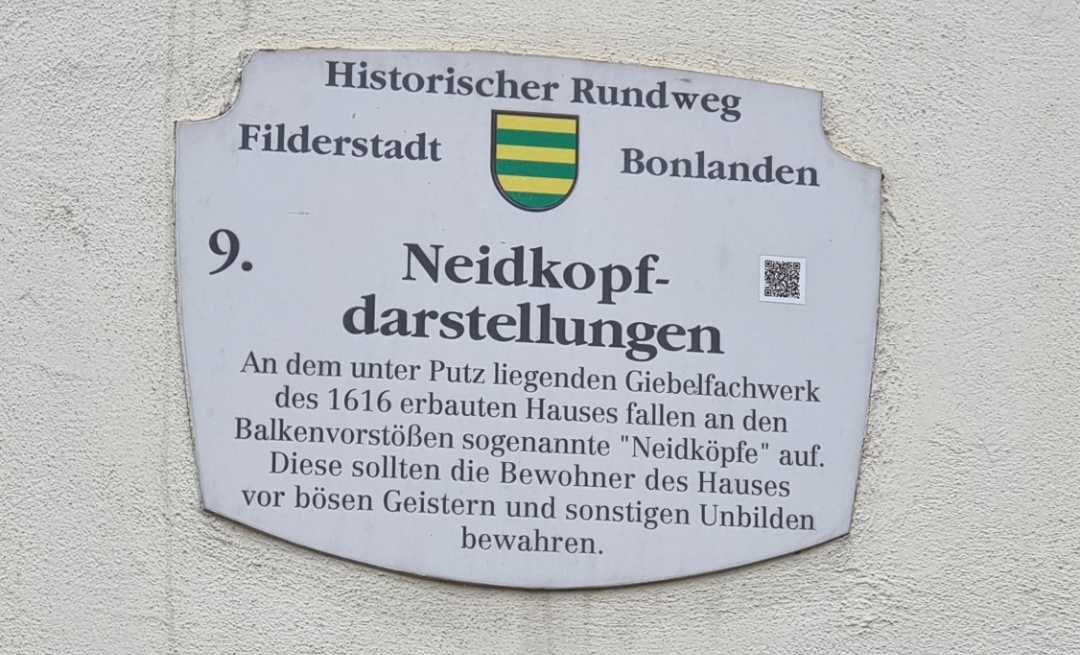 Historischer Rundweg
Filderstadt Bonlanden
9. Neidkopf-
darstellungen
An dem unter Putz liegenden Giebelfachwerk
des 1616 erbauten Hauses fallen an den
Balkenvorstößen sogenannte "Neidköpfe" auf.
Diese sollten die Bewohner des Hauses
vor bösen Geistern und sonstigen Unbilden
bewahren.